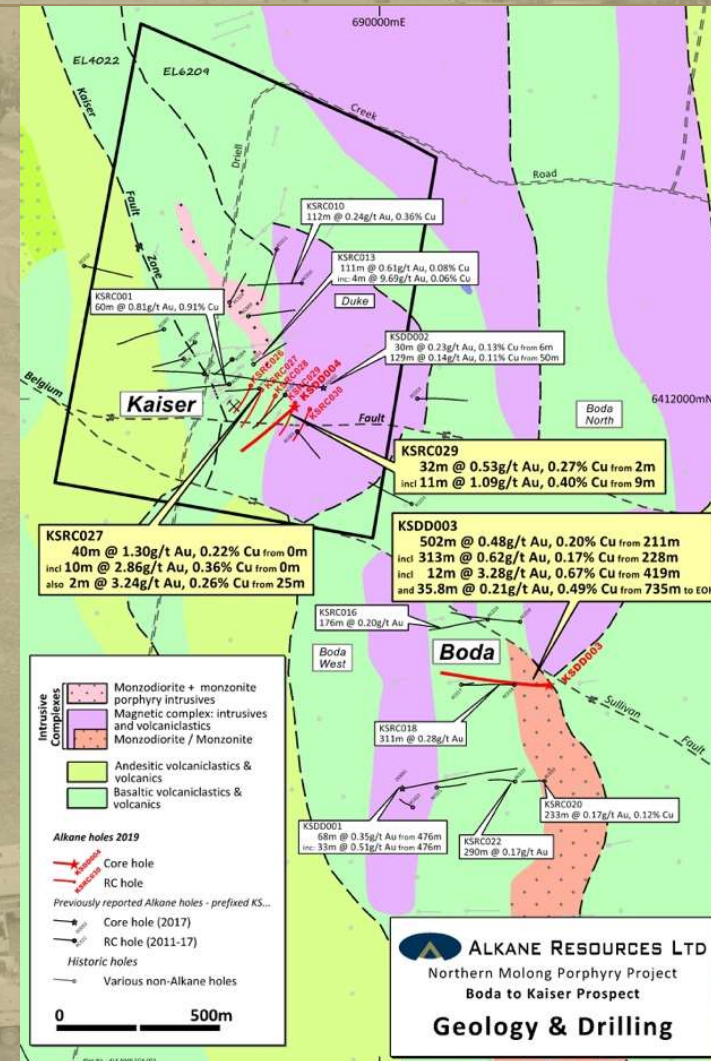 690000mE
EL4022
EL6209
Kaiser
Fault
Zone
Driell
Creek
Road
KSRC010
112m @ 0.24g/t Au, 0.36% Cu
KSRC013
111m @ 0.61g/t Au, 0.08% Cu
inc: 4m @ 9.69g/t Au, 0.06% Cu
KSRC001
60m @ 0.81g/t Au, 0.91% Cu
Duke
KSDD002
30m @ 0.23g/t Au, 0.13% Cu from 6m
129m @ 0.14g/t Au, 0.11% Cu from 50m
KSRC026
KSRC027
KSRC028
KSRC029
KSDD004
KSRC030
Belgium
Fault
Kaiser
6412000mN
Boda
North
KSRC029
32m @ 0.53g/t Au, 0.27% Cu from 2m
incl 11m @ 1.09g/t Au, 0.40% Cu from 9m
KSRC027
40m @ 1.30g/t Au, 0.22% Cu from 0m
incl 10m @ 2.86g/t Au, 0.36% Cu from 0m
also 2m @ 3.24g/t Au, 0.26% Cu from 25m
KSDD003
502m @ 0.48g/t Au, 0.20% Cu from 211m
incl 313m @ 0.62g/t Au, 0.17% Cu from 228m
incl 12m @ 3.28g/t Au, 0.67% Cu from 419m
and 35.8m @ 0.21g/t Au, 0.49% Cu from 735m to EOH
KSRC016
176m @ 0.20g/t Au
Boda
West
Boda
KSDD003
Sullivan
Fault
KSRC018
311m @ 0.28g/t Au
KSDD001
68m @ 0.35g/t Au from 476m
inc: 33m @ 0.51g/t Au from 476m
KSRC022
290m @ 0.17g/t Au
KSRC020
233m @ 0.17g/t Au, 0.12% Cu
Intrusive
Complexes
Monzodiorite + monzonite
porphyry intrusives
Magnetic complex: intrusives
and volcaniclastics
Monzodiorite / Monzonite
Andesitic volcaniclastics &
volcanics
Basaltic volcaniclastics &
volcanics
Alkane holes 2019
KSDD004
Core hole
KSRC030
RC hole
Previously reported Alkane holes - prefixed KS...
Core hole (2017)
RC hole (2011-17)
Historic holes
Various non-Alkane holes
0
500m
ALKANE RESOURCES LTD
Northern Molong Porphyry Project
Boda to Kaiser Prospect
Geology & Drilling